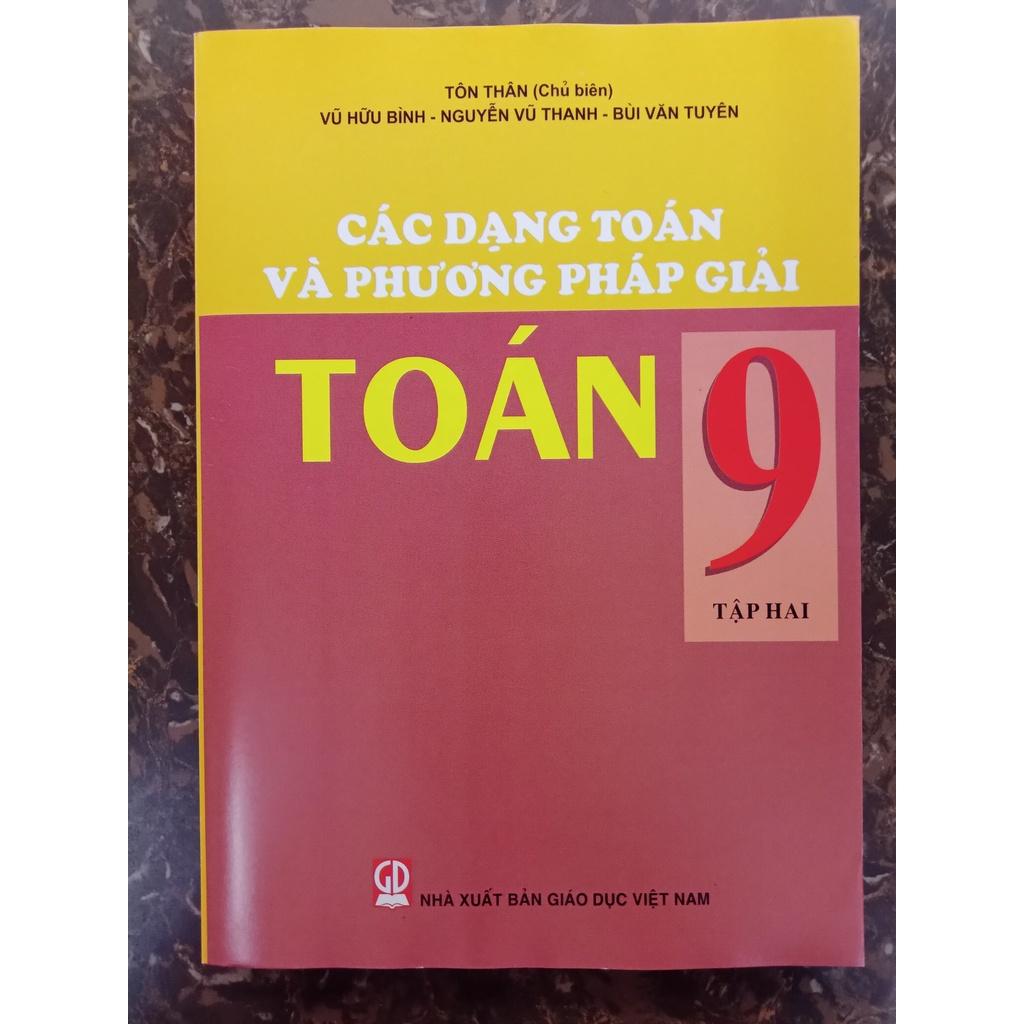 TÔN THÂN (Chủ biên)
VŨ HỮU BÌNH - NGUYỄN VŨ THANH - BÙI VĂN TUYÊN
CÁC DẠNG TOÁN
VÀ PHƯƠNG PHÁP GIẢI
TOÁN 9
TẬP HAI
GD
NHÀ XUẤT BẢN GIÁO DỤC VIỆT NAM